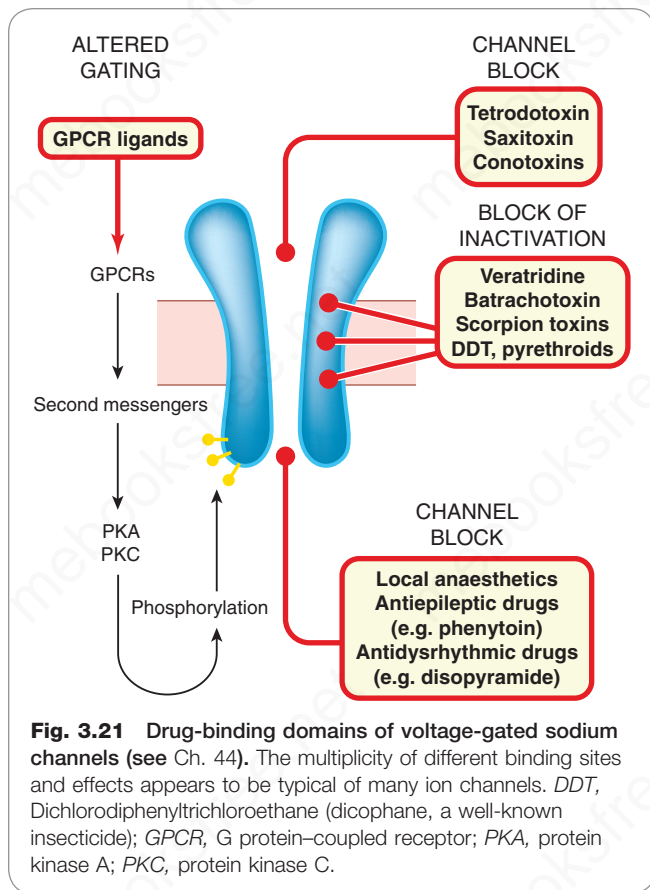 ALTERED
GATING
GPCR ligands
GPCRs
Second messengers
PKA
PKC
Phosphorylation
CHANNEL
BLOCK
Tetrodotoxin
Saxitoxin
Conotoxins
BLOCK OF
INACTIVATION
Veratridine
Batrachotoxin
Scorpion toxins
DDT, pyrethroids
CHANNEL
BLOCK
Local anaesthetics
Antiepileptic drugs
(e.g. phenytoin)
Antidysrhythmic drugs
(e.g. disopyramide)
Fig. 3.21 Drug-binding domains of voltage-gated sodium
channels (see Ch. 44). The multiplicity of different binding sites
and effects appears to be typical of many ion channels. DDT,
Dichlorodiphenyltrichloroethane (dicophane, a well-known
insecticide); GPCR, G protein–coupled receptor; PKA, protein
kinase A; PKC, protein kinase C.